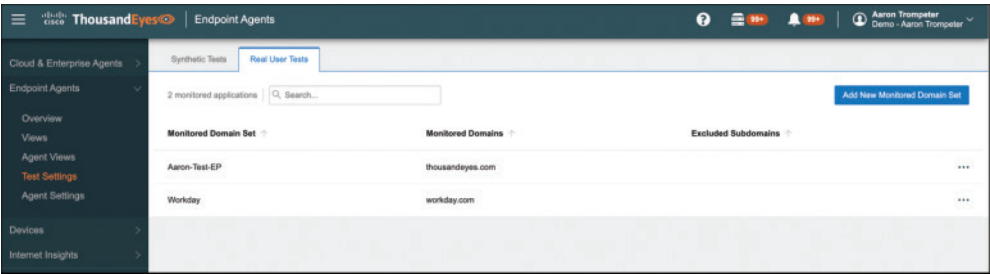 cisco ThousandEyes Endpoint Agents ? 99+ 99+ Aaron Trompeter
Demo - Aaron Trompeter
Cloud & Enterprise Agents
Endpoint Agents
Overview
Views
Agent Views
Test Settings
Agent Settings
Devices
Internet Insights
Synthetic Tests Real User Tests
2 monitored applications Search... Add New Monitored Domain Set
Monitored Domain Set Monitored Domains Excluded Subdomains
Aaron-Test-EP thousandeyes.com
Workday workday.com